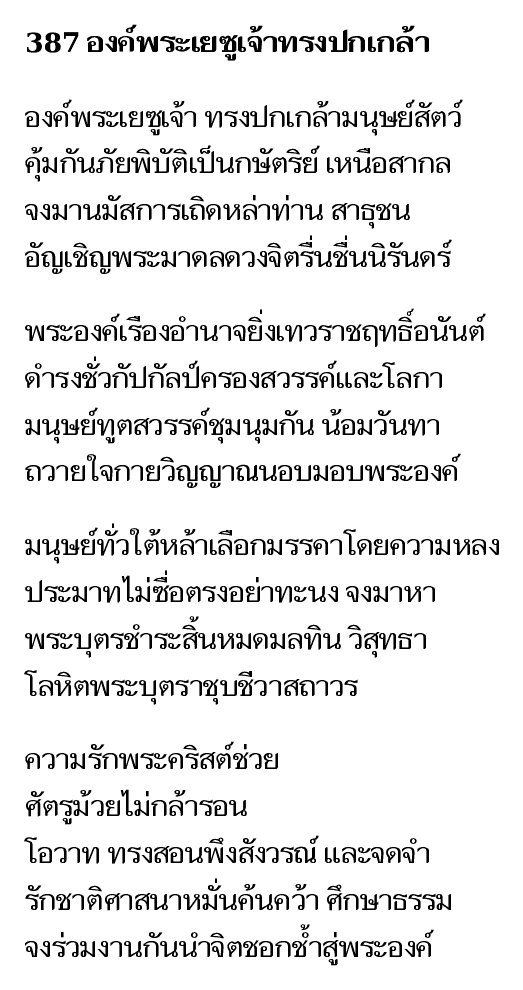 387 องค์พระเยซูเจ้าทรงปกเกล้า
องค์พระเยซูเจ้า ทรงปกเกล้ามนุษย์สัตว์
คุ้มกันภัยพิบัติเป็นกษัตริย์ เหนือสากล
จงมานมัสการเถิดหล่าท่าน สาธุชน
อัญเชิญพระมาดลดวงจิตรื่นชื่นนิรันดร์
พระองค์เรืองอำนาจยิ่งเทวราชฤทธิ์อนันต์
ดำรงชั่วกัปกัลป์ครองสวรรค์และโลกา
มนุษย์ทูตสวรรค์ชุมนุมกัน น้อมวันทา
ถวายใจกายวิญญาณนอบมอบพระองค์
มนุษย์ทั่วใต้หล้าเลือกมรรคาโดยความหลง
ประมาทไม่ซื่อตรงอย่าทะนง จงมาหา
พระบุตรชำระสิ้นหมดมลทิน วิสุทธา
โลหิตพระบุตราชุบชีวาสถาวร
ความรักพระคริสต์ช่วย
ศัตรูม้วยไม่กล้ารอน
โอวาท ทรงสอนพึงสังวรณ์ และจดจำ
รักชาติศาสนาหมั่นค้นคว้า ศึกษาธรรม
จงร่วมงานกันนำจิตชอกช้ำสู่พระองค์